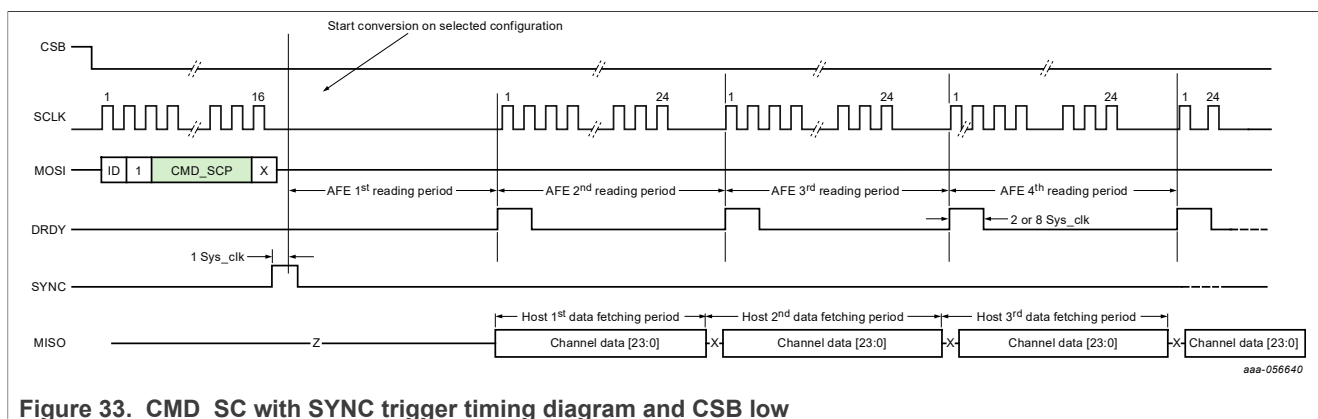 Start conversion on selected configuration
CSB
1 16 1 24 1 24 1 24 1 24
SCLK
MOSI ID 1 CMD_SCP X
AFE 1st reading period AFE 2nd reading period AFE 3rd reading period AFE 4th reading period
DRDY 2 or 8 Sys_clk
1 Sys_clk
SYNC
Host 1st data fetching period Host 2nd data fetching period Host 3rd data fetching period
MISO Z Channel data [23:0] X Channel data [23:0] X Channel data [23:0] X Channel data [23:0]
aaa-056640
Figure 33. CMD_SC with SYNC trigger timing diagram and CSB low